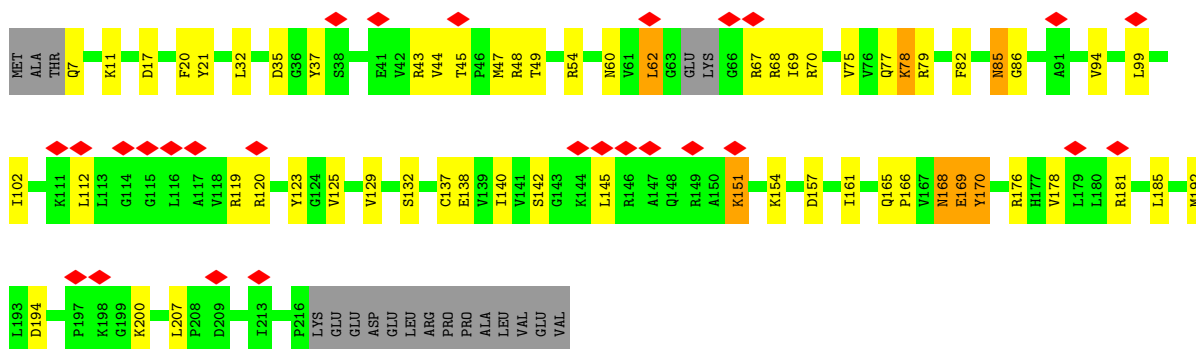 MET ALA THR Q7 K11 D17 F20 Y21 L32 D35 G36 Y37 S38 E41 V42 R43 V44 T45 P46 M47 R48 T49 R54 N60 V61 L62 G63 GLU LYS G66 R67 R68 I69 R70 V75 V76 Q77 K78 R79 F82 N85 G86 A91 V94 L99
I102 K111 L112 L113 G114 G115 L116 A117 V118 R119 R120 Y123 G124 V125 V129 S132 C137 E138 V139 I140 V141 S142 G143 K144 L145 R146 A147 Q148 R149 A150 K151 K154 D157 I161 Q165 P166 V167 N168 E169 Y170 R176 H177 V178 L179 L180 R181 L185 M192
L193 D194 P197 K198 G199 K200 L207 P208 D209 I213 P216 LYS GLU GLU ASP GLU LEU ARG PRO PRO ALA LEU VAL GLU VAL